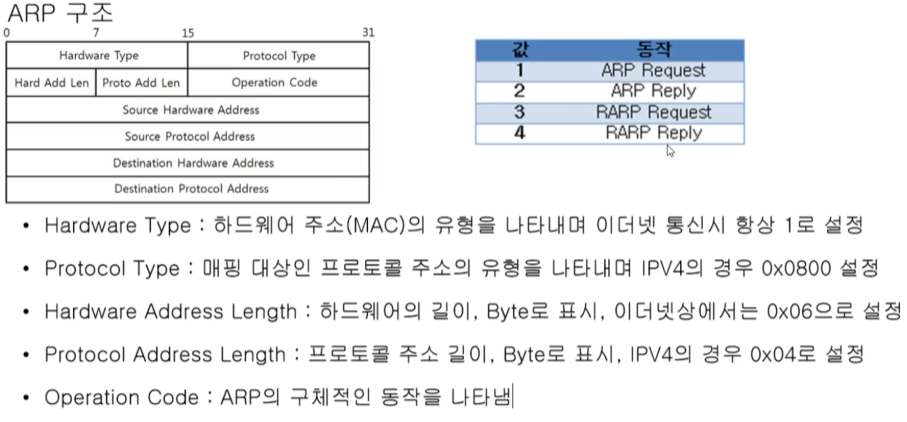 ARP 구조
0 7 15 31
Hardware Type Protocol Type
Hard Add Len Proto Add Len Operation Code
Source Hardware Address
Source Protocol Address
Destination Hardware Address
Destination Protocol Address
값 동작
1 ARP Request
2 ARP Reply
3 RARP Request
4 RARP Reply
• Hardware Type : 하드웨어 주소(MAC)의 유형을 나타내며 이더넷 통신시 항상 1로 설정
• Protocol Type : 매핑 대상인 프로토콜 주소의 유형을 나타내며 IPV4의 경우 0x0800 설정
• Hardware Address Length : 하드웨어의 길이, Byte로 표시, 이더넷상에서는 0x06으로 설정
• Protocol Address Length : 프로토콜 주소 길이, Byte로 표시, IPV4의 경우 0x04로 설정
• Operation Code : ARP의 구체적인 동작을 나타냄